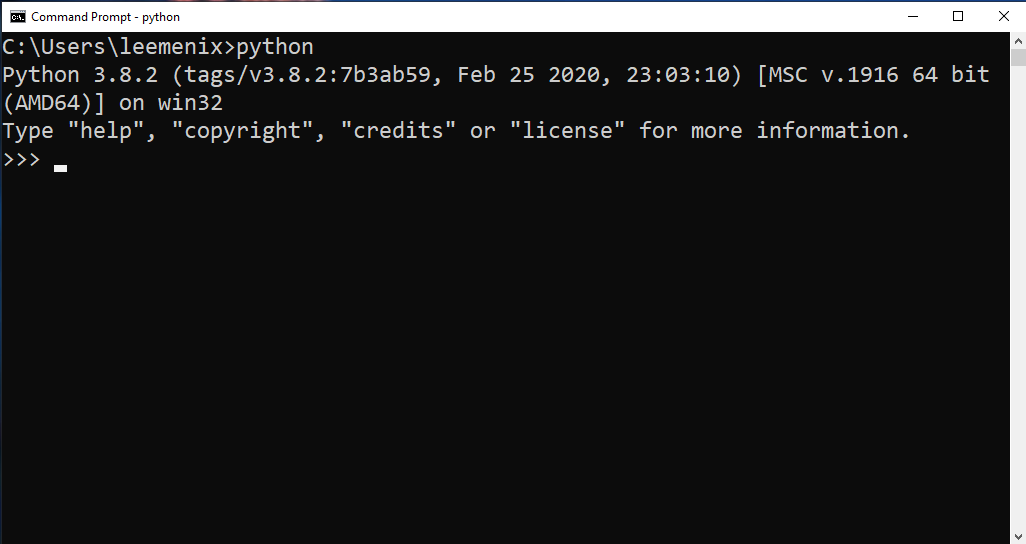 Command Prompt - python
C:\Users\leemenix>python
Python 3.8.2 (tags/v3.8.2:7b3ab59, Feb 25 2020, 23:03:10) [MSC v.1916 64 bit
(AMD64)] on win32
Type "help", "copyright", "credits" or "license" for more information.
>>>